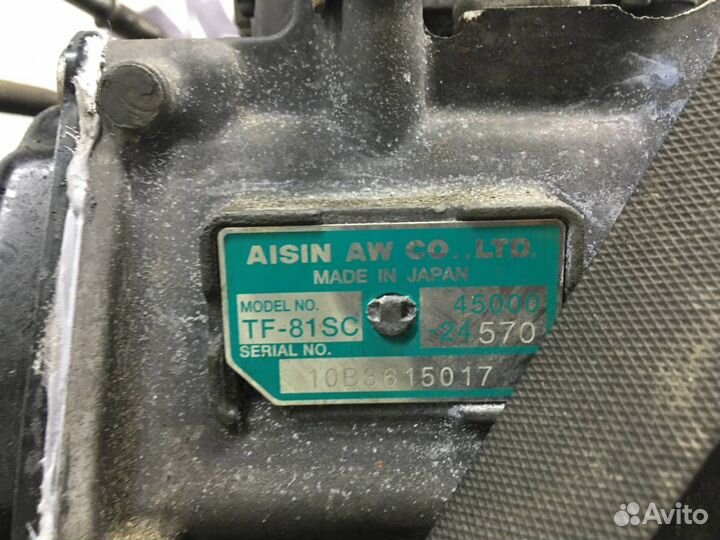 AISIN AW CO.,LTD.
MADE IN JAPAN
MODEL NO.
TF-81SC
45000
-24570
SERIAL NO.
10B3615017
Avito